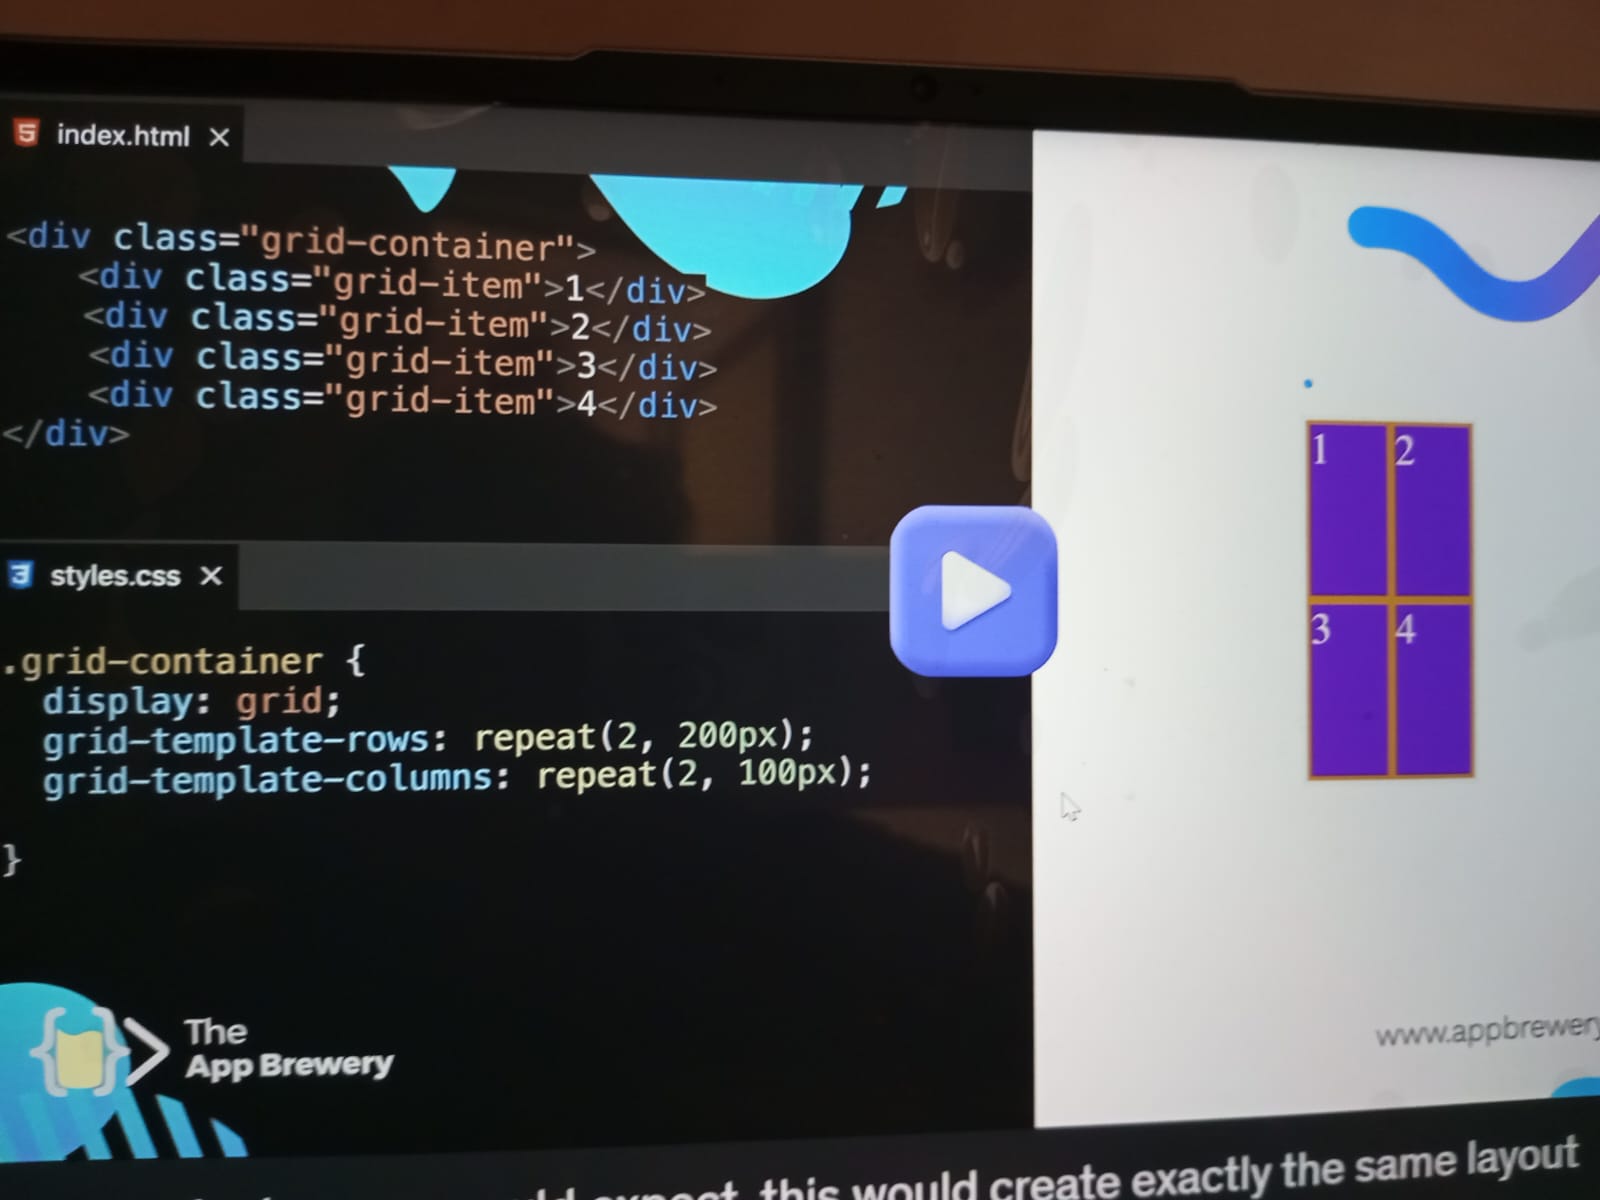 index.html
<div class="grid-container">
<div class="grid-item">1</div>
<div class="grid-item">2</div>
<div class="grid-item">3</div>
<div class="grid-item">4</div>
</div>
1 2
3 4
styles.css
.grid-container {
display: grid;
grid-template-rows: repeat(2, 200px);
grid-template-columns: repeat(2, 100px);
}
The
App Brewery
www.appbrewery
this would create exactly the same layout